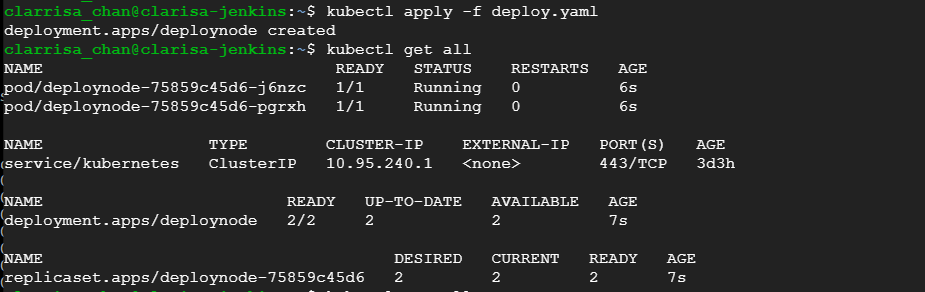 clarrisa_chan@clarisa-jenkins:~$ kubectl apply -f deploy.yaml
deployment.apps/deploynode created
clarrisa_chan@clarisa-jenkins:~$ kubectl get all
NAME READY STATUS RESTARTS AGE
pod/deploynode-75859c45d6-j6nzc 1/1 Running 0 6s
pod/deploynode-75859c45d6-pgrxh 1/1 Running 0 6s
NAME TYPE CLUSTER-IP EXTERNAL-IP PORT(S) AGE
service/kubernetes ClusterIP 10.95.240.1 <none> 443/TCP 3d3h
NAME READY UP-TO-DATE AVAILABLE AGE
deployment.apps/deploynode 2/2 2 2 7s
NAME DESIRED CURRENT READY AGE
replicaset.apps/deploynode-75859c45d6 2 2 2 7s